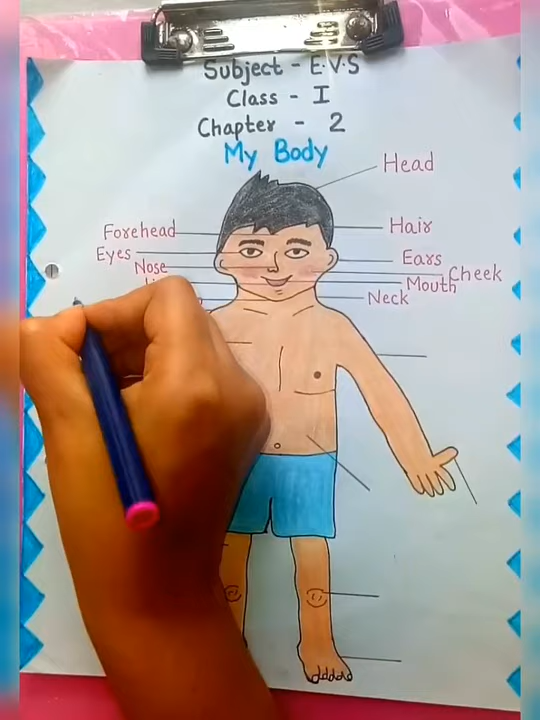 Subject - E.V.S
Class - I
Chapter - 2
My Body
Head
Forehead
Hair
Eyes
Ears
Nose
Cheek
Mouth
Neck